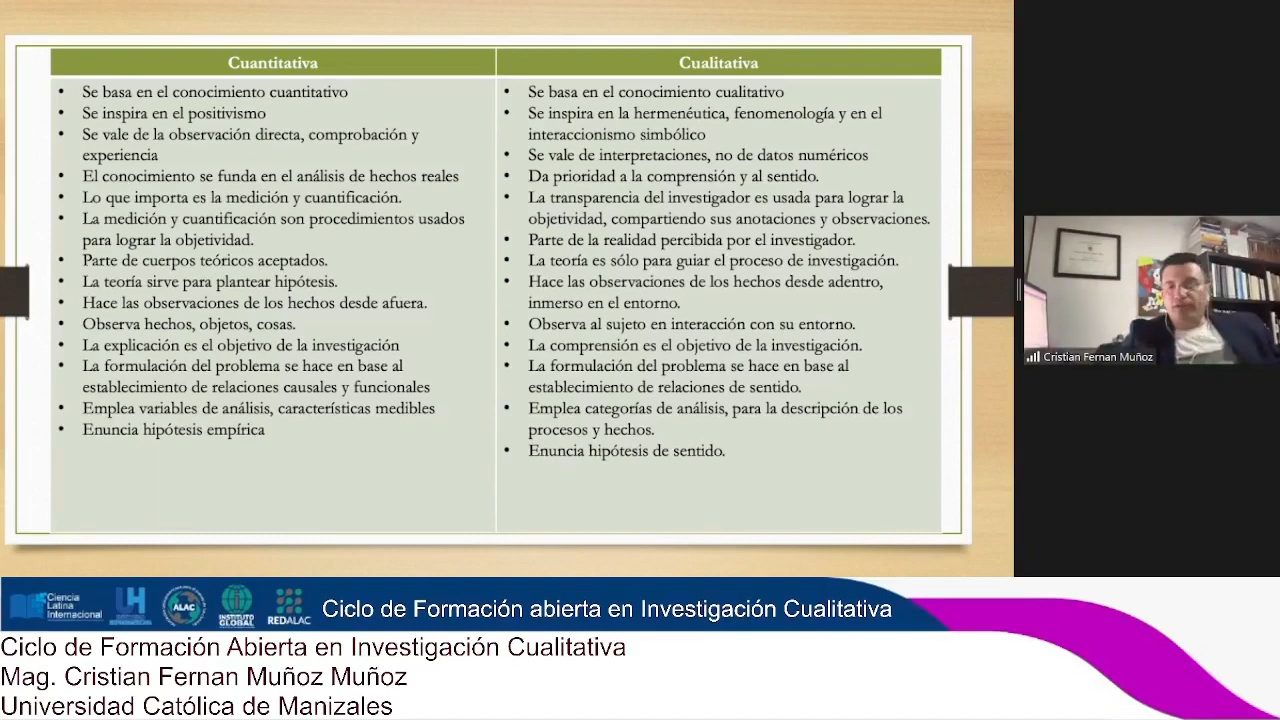 Cuantitativa
• Se basa en el conocimiento cuantitativo
• Se inspira en el positivismo
• Se vale de la observación directa, comprobación y
experiencia
• El conocimiento se funda en el análisis de hechos reales
• Lo que importa es la medición y cuantificación.
• La medición y cuantificación son procedimientos usados
para lograr la objetividad.
• Parte de cuerpos teóricos aceptados.
• La teoría sirve para plantear hipótesis.
• Hace las observaciones de los hechos desde afuera.
• Observa hechos, objetos, cosas.
• La explicación es el objetivo de la investigación
• La formulación del problema se hace en base al
establecimiento de relaciones causales y funcionales
• Emplea variables de análisis, características medibles
• Enuncia hipótesis empírica
Cualitativa
• Se basa en el conocimiento cualitativo
• Se inspira en la hermenéutica, fenomenología y en el
interaccionismo simbólico
• Se vale de interpretaciones, no de datos numéricos
• Da prioridad a la comprensión y al sentido.
• La transparencia del investigador es usada para lograr la
objetividad, compartiendo sus anotaciones y observaciones.
• Parte de la realidad percibida por el investigador.
• La teoría es sólo para guiar el proceso de investigación.
• Hace las observaciones de los hechos desde adentro,
inmerso en el entorno.
• Observa al sujeto en interacción con su entorno.
• La comprensión es el objetivo de la investigación.
• La formulación del problema se hace en base al
establecimiento de relaciones de sentido.
• Emplea categorías de análisis, para la descripción de los
procesos y hechos.
• Enuncia hipótesis de sentido.
Cristian Fernan Muñoz
Ciencia
Latina
Internacional
UH
ALAC
INSTITUTO
GLOBAL
REDALAC
Ciclo de Formación abierta en Investigación Cualitativa
Ciclo de Formación Abierta en Investigación Cualitativa
Mag. Cristian Fernan Muñoz Muñoz
Universidad Católica de Manizales